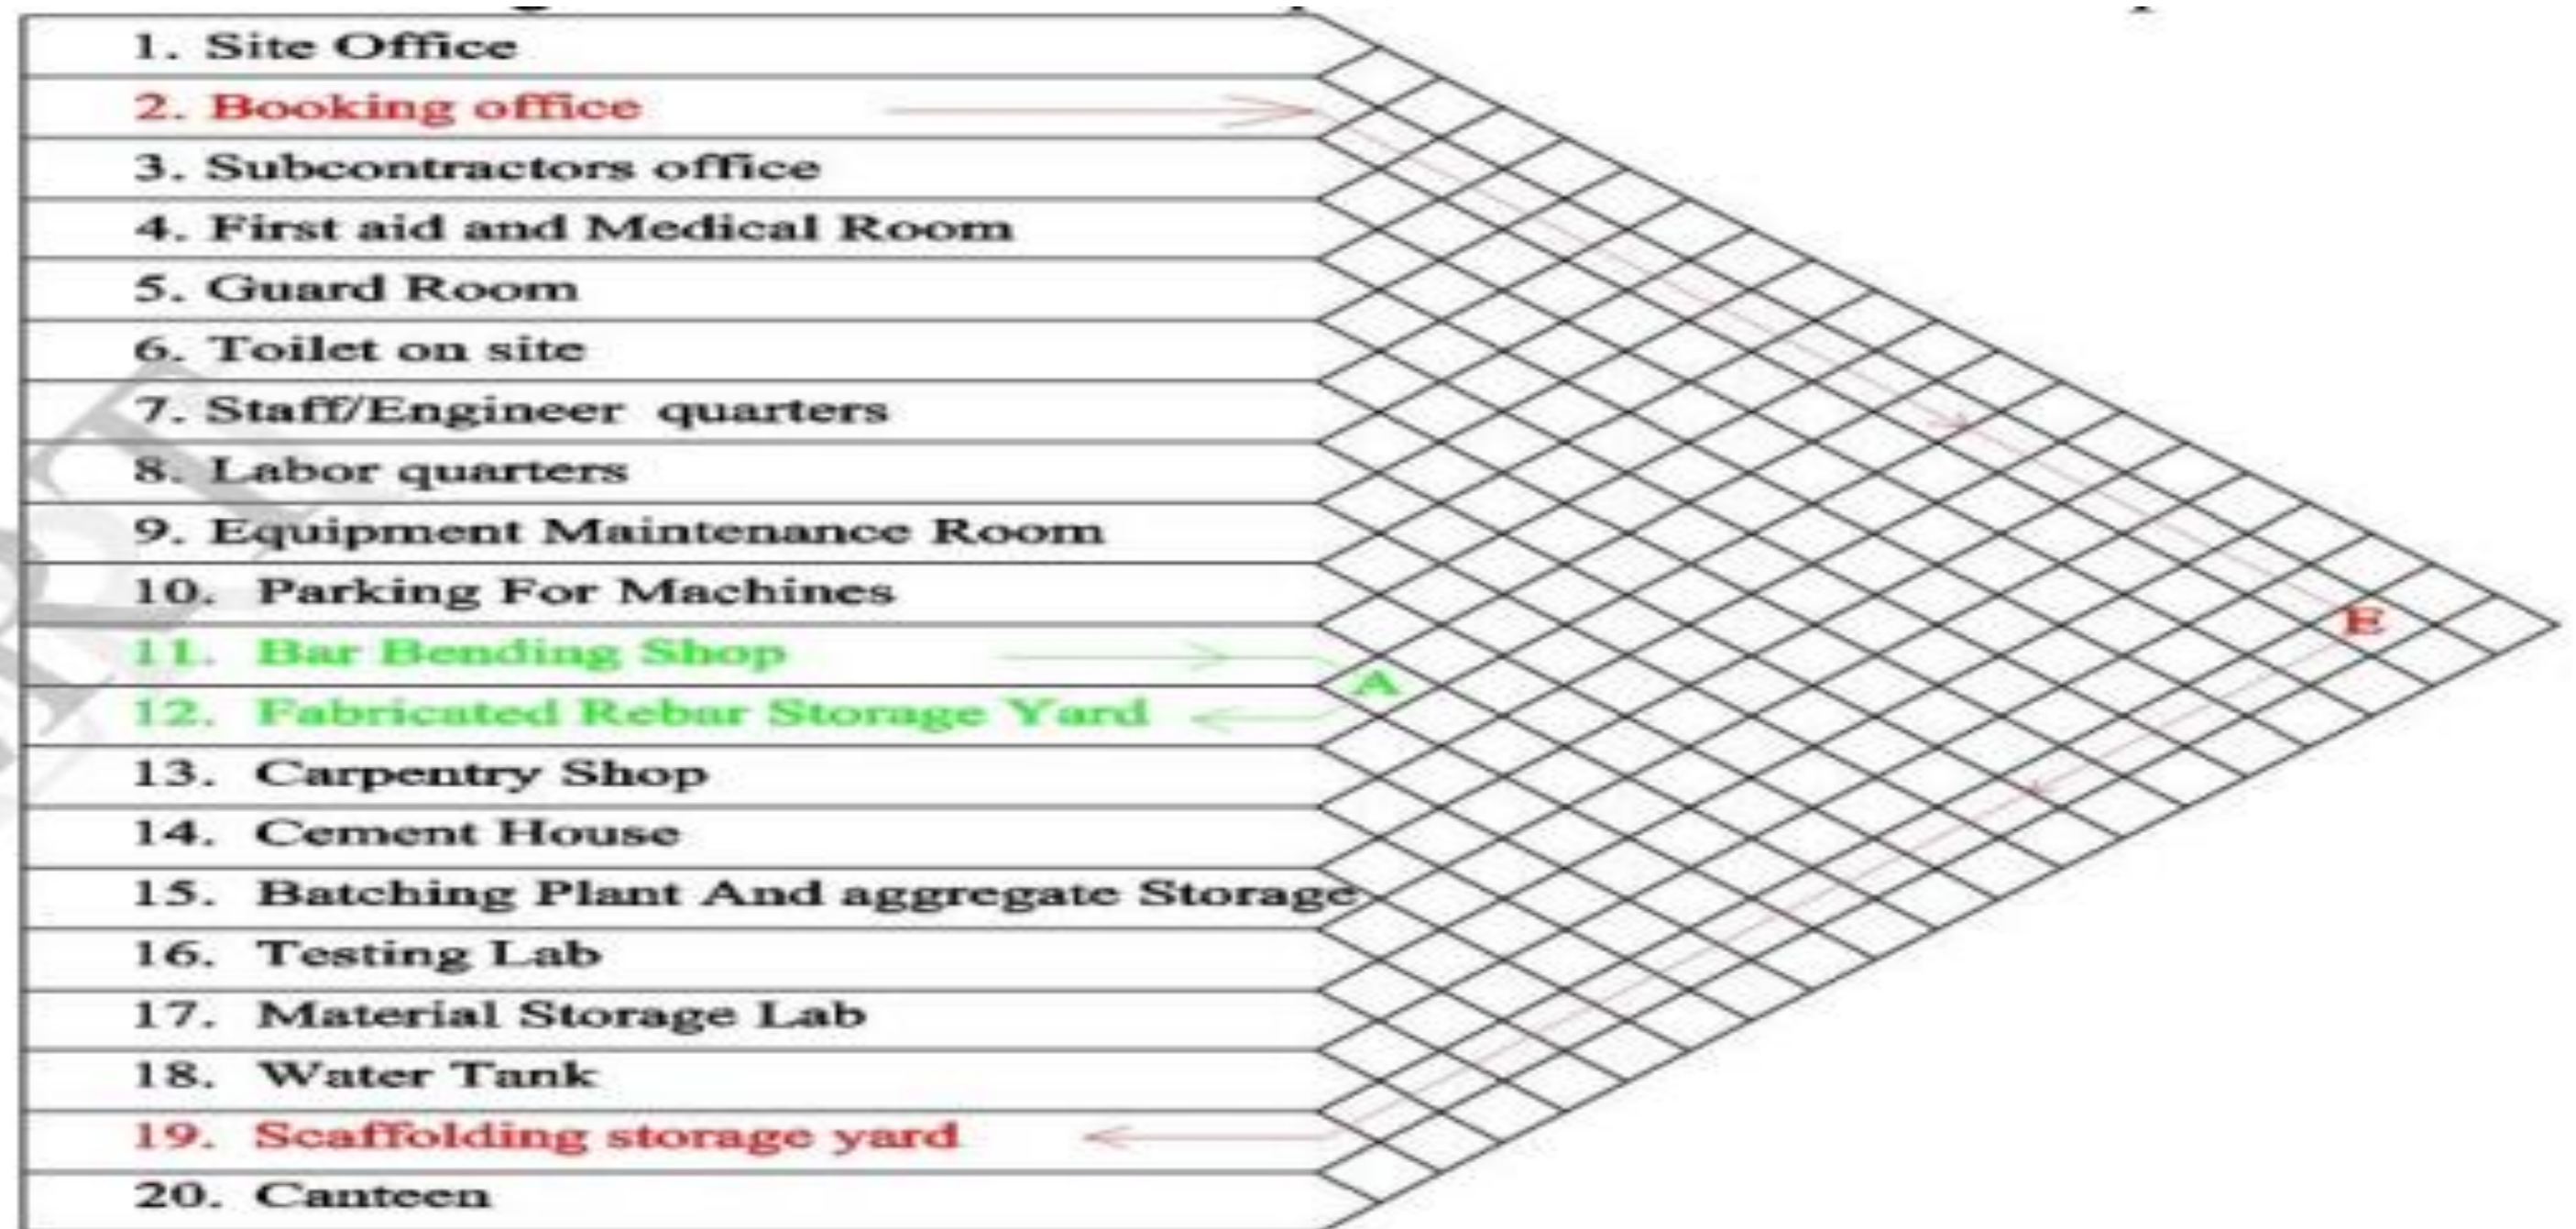 1. Site Office
2. Booking office
3. Subcontractors office
4. First aid and Medical Room
5. Guard Room
6. Toilet on site
7. Staff/Engineer quarters
8. Labor quarters
9. Equipment Maintenance Room
10. Parking For Machines
11. Bar Bending Shop
A
12. Fabricated Rebar Storage Yard
13. Carpentry Shop
14. Cement House
15. Batching Plant And aggregate Storage
16. Testing Lab
17. Material Storage Lab
18. Water Tank
19. Scaffolding storage yard
20. Canteen
E